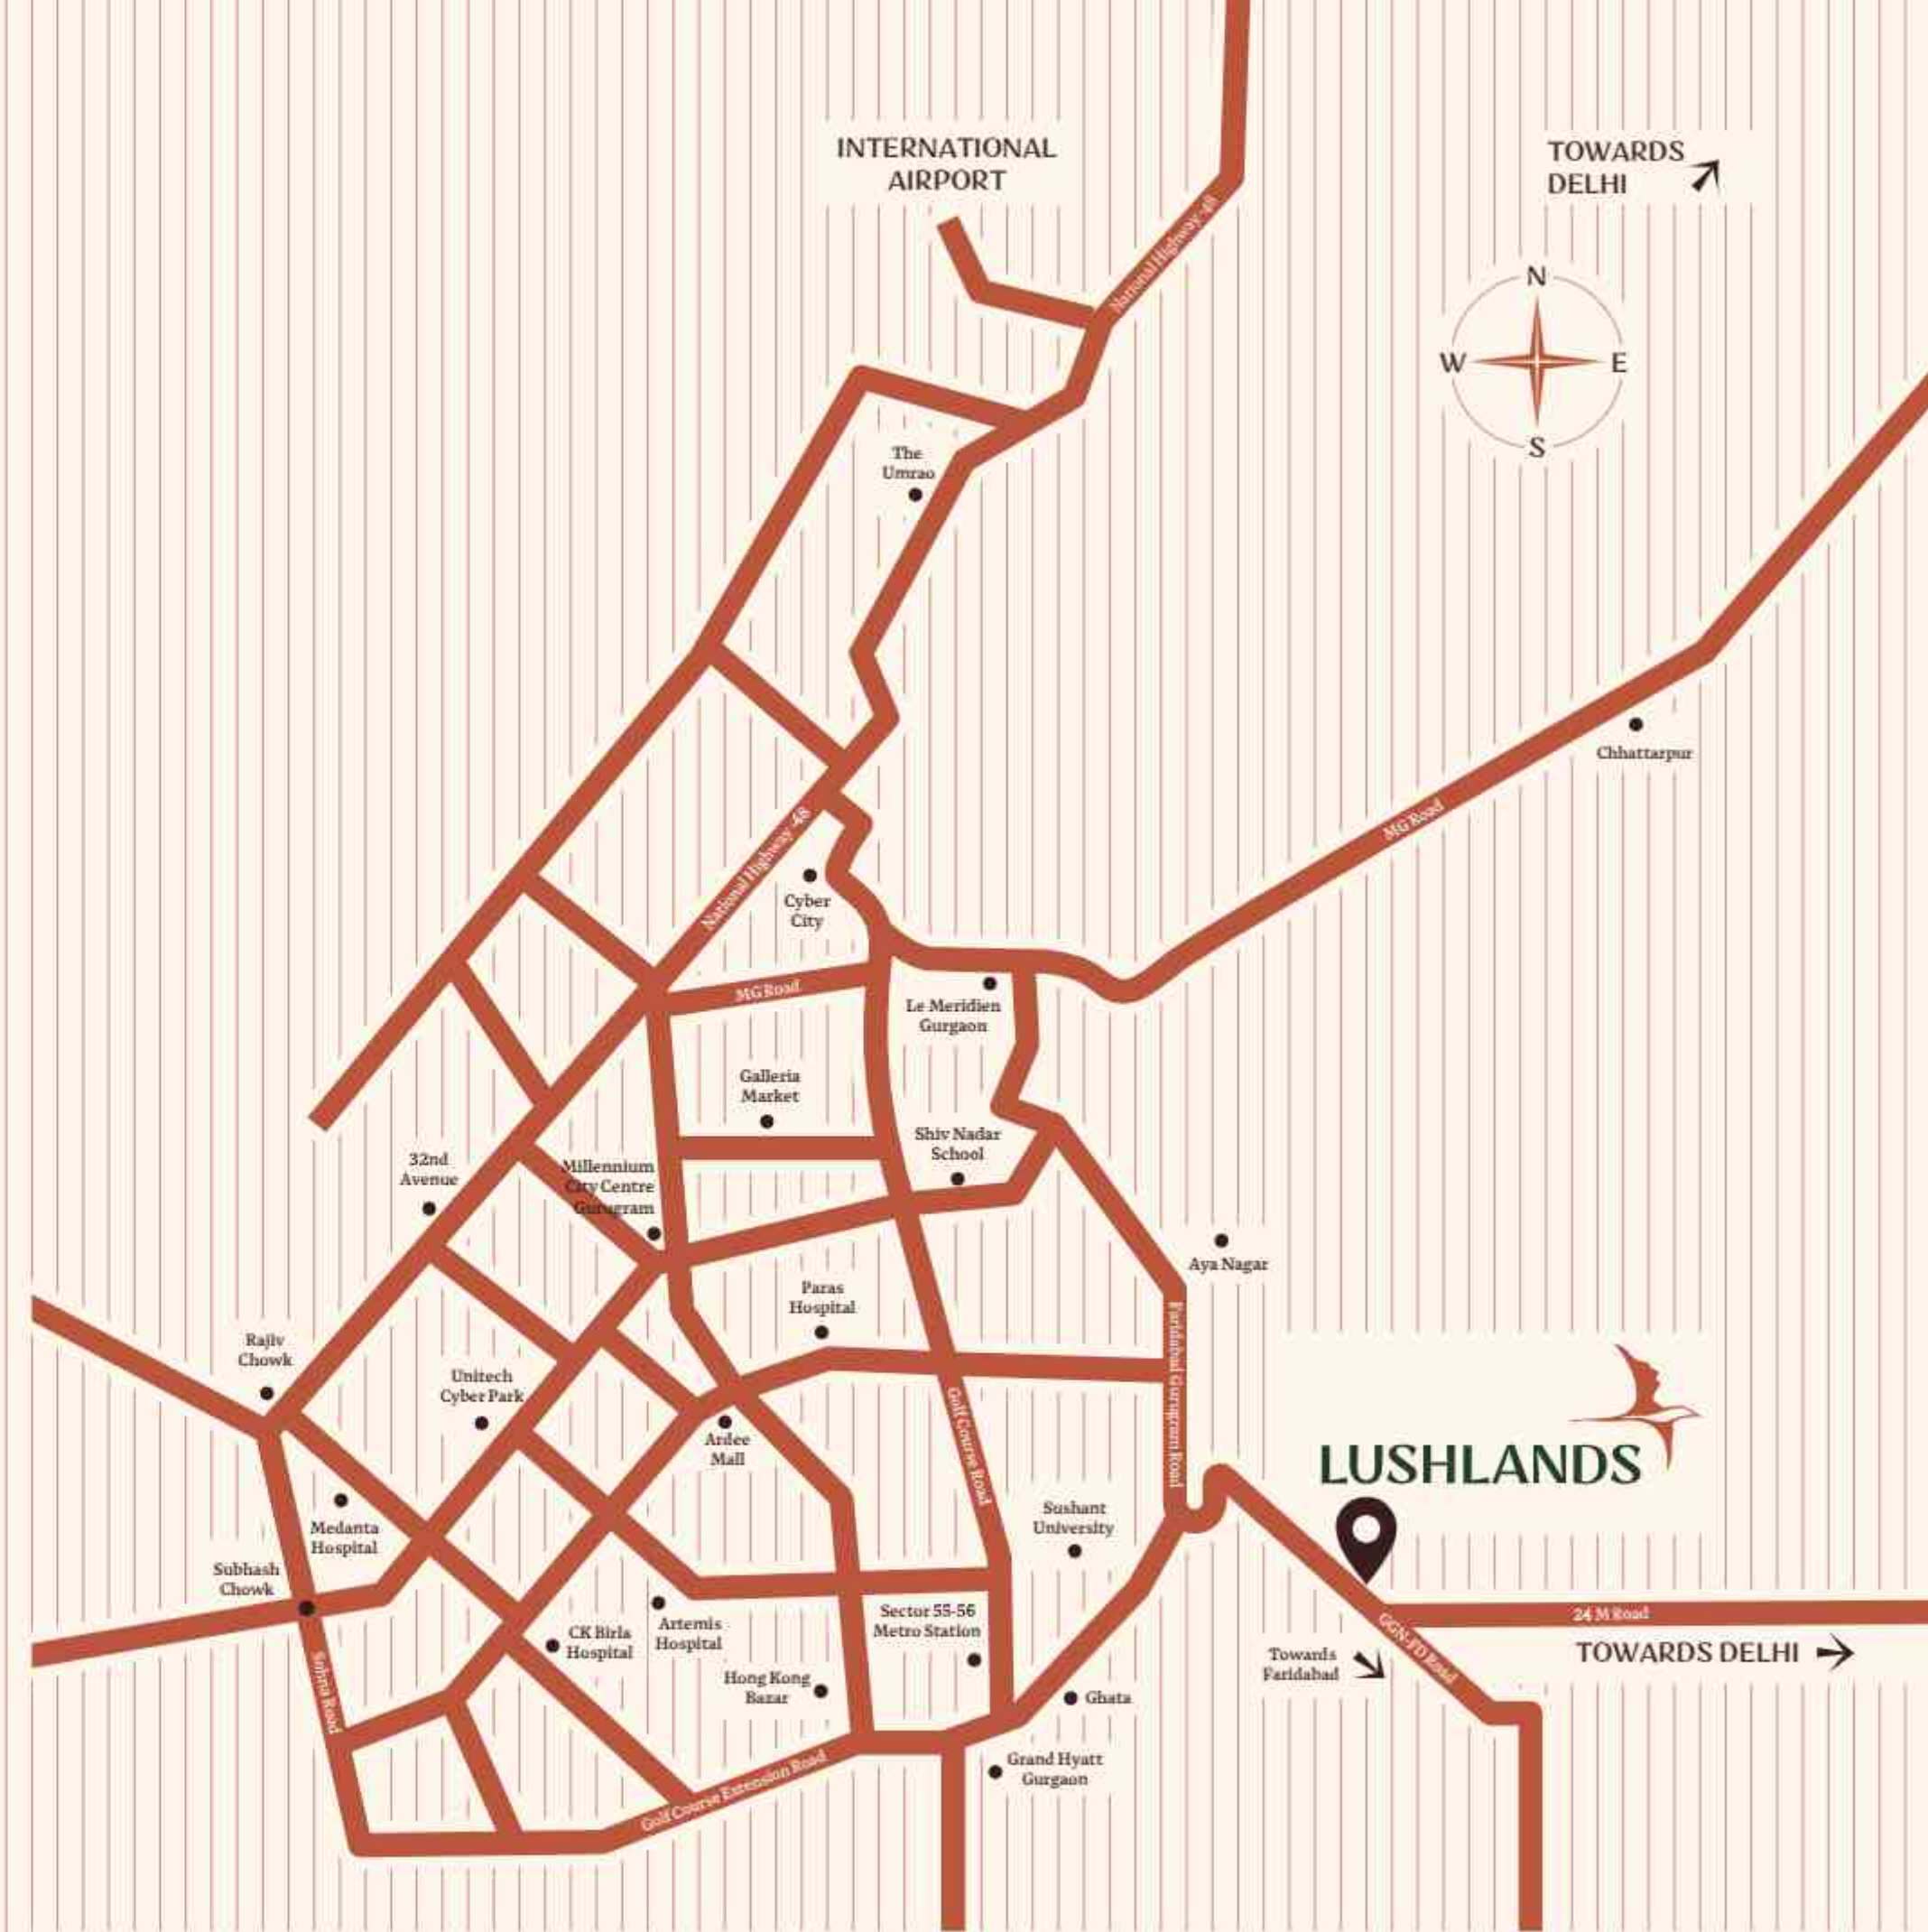 INTERNATIONAL
AIRPORT
TOWARDS
DELHI
National Highway-48
N
W
E
S
The
Umrao
Chhattarpur
MG Road
National Highway -48
Cyber
City
MG Road
Le Meridien
Gurgaon
Galleria
Market
Shiv Nadar
School
32nd
Avenue
Millennium
City Centre
Gurugram
Aya Nagar
Paras
Hospital
Rajiv
Chowk
Unitech
Cyber Park
Faridabad Gurugram Road
Golf Course Road
Ardee
Mall
LUSHLANDS
Medanta
Hospital
Sushant
University
Subhash
Chowk
Sector 55-56
Metro Station
Artemis
Hospital
CK Birla
Hospital
24 M Road
TOWARDS DELHI
GGN-FD Road
Towards
Faridabad
Sohna Road
Hong Kong
Bazar
Ghata
Grand Hyatt
Gurgaon
Golf Course Extension Road